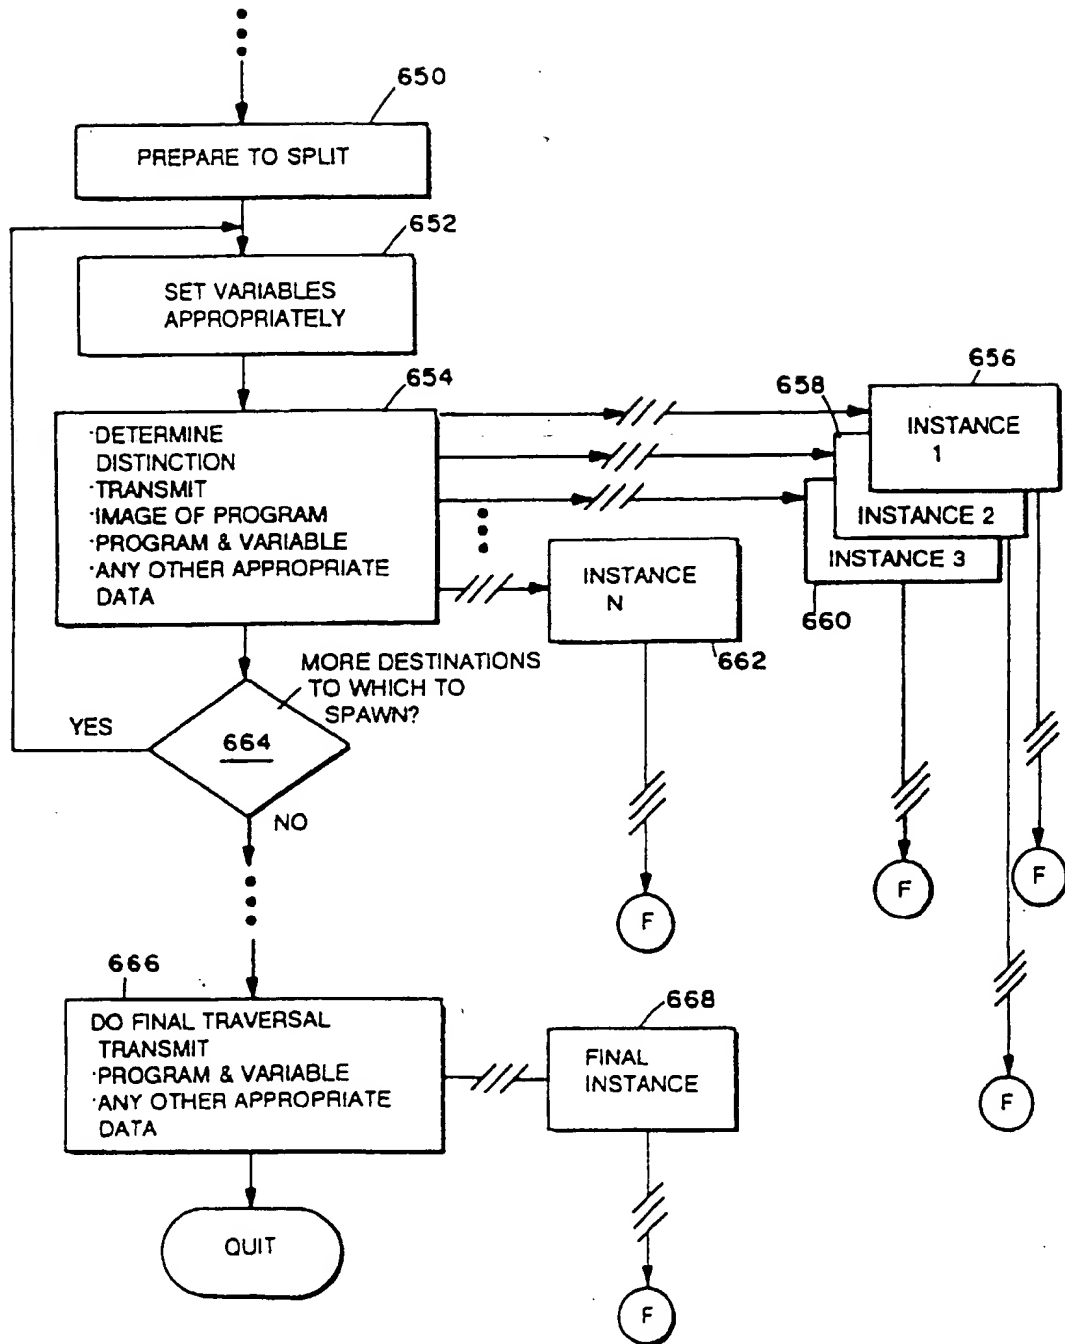 650
PREPARE TO SPLIT
652
SET VARIABLES
APPROPRIATELY
654
·DETERMINE
DISTINCTION
·TRANSMIT
·IMAGE OF PROGRAM
·PROGRAM & VARIABLE
·ANY OTHER APPROPRIATE
DATA
656
INSTANCE
1
658
INSTANCE 2
INSTANCE 3
660
INSTANCE
N
662
MORE DESTINATIONS
TO WHICH TO
SPAWN?
YES
664
NO
F
F
F
F
666
DO FINAL TRAVERSAL
TRANSMIT
·PROGRAM & VARIABLE
·ANY OTHER APPROPRIATE
DATA
668
FINAL
INSTANCE
QUIT
F